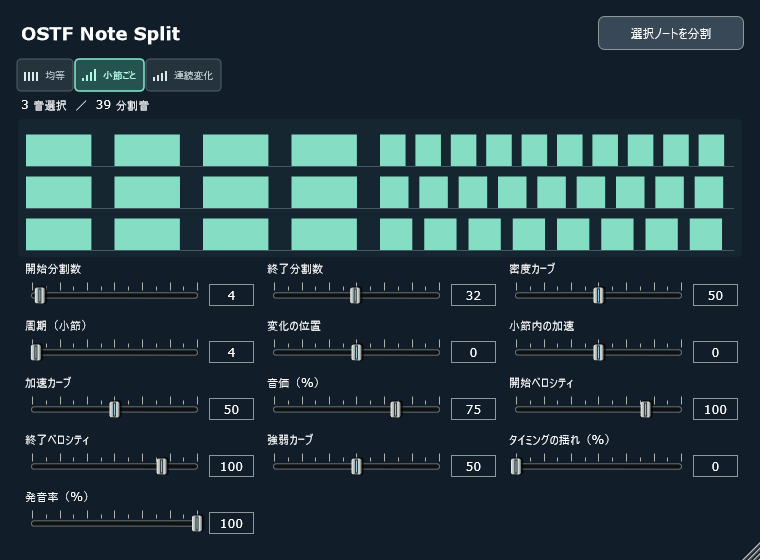 OSTF Note Split
選択ノートを分割
均等
小節ごと
連続変化
3 音選択 ／ 39 分割音
開始分割数
終了分割数
密度カーブ
4
32
50
周期（小節）
変化の位置
小節内の加速
4
0
0
加速カーブ
音価（%）
開始ベロシティ
50
75
100
終了ベロシティ
強弱カーブ
タイミングの揺れ（%）
100
50
0
発音率（%）
100